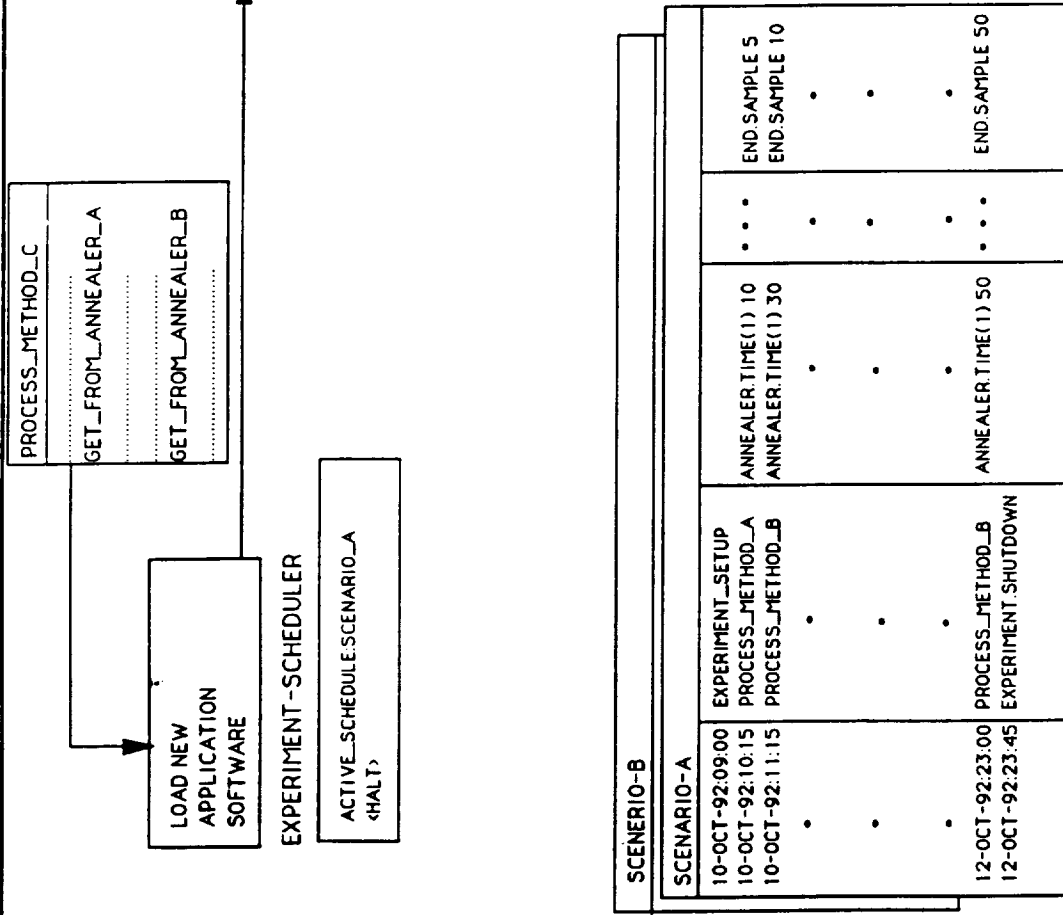 PROCESS_METHOD_C
GET_FROM_ANNEALER_A
GET_FROM_ANNEALER_B
LOAD NEW
APPLICATION
SOFTWARE
EXPERIMENT-SCHEDULER
ACTIVE_SCHEDULE:SCENARIO_A
<HALT>
SCENERIO-B
SCENARIO-A
10-OCT-92:09:00 EXPERIMENT_SETUP
10-OCT-92:10:15 PROCESS_METHOD_A ANNEALER.TIME(1) 10 • • • END.SAMPLE 5
10-OCT-92:11:15 PROCESS_METHOD_B ANNEALER.TIME(1) 30 END.SAMPLE 10
12-OCT-92:23:00 PROCESS_METHOD_B ANNEALER.TIME(1) 50 • • • END.SAMPLE 50
12-OCT-92:23:45 EXPERIMENT.SHUTDOWN